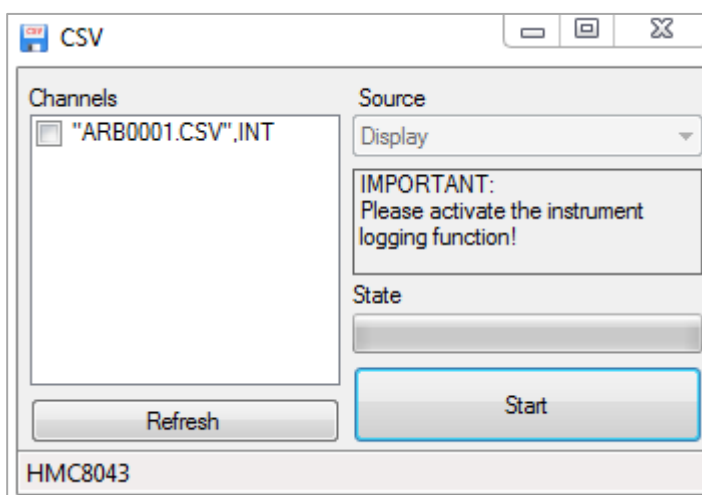 CSV
Channels
"ARB0001.CSV",INT
Refresh
Source
Display
IMPORTANT:
Please activate the instrument
logging function!
State
Start
HMC8043